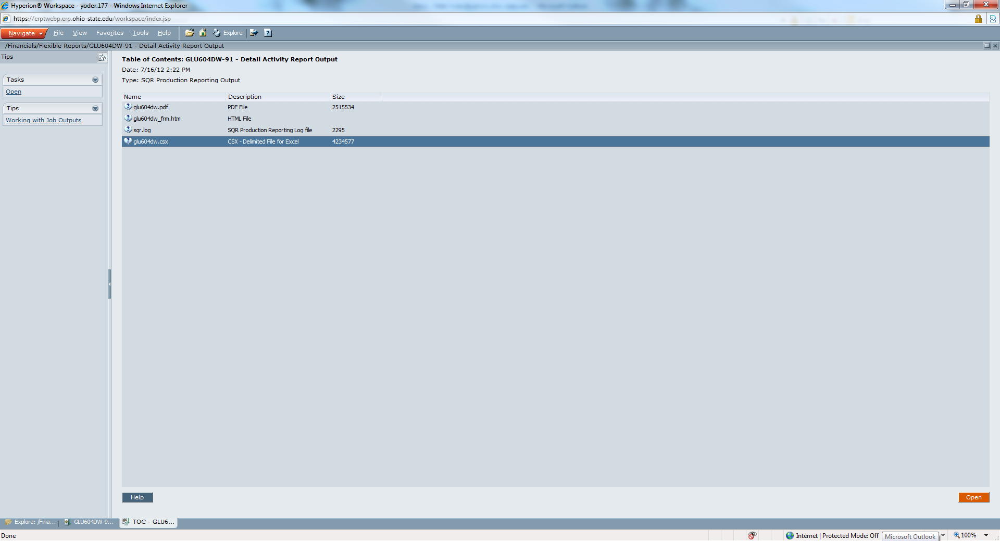 Hyperion® Workspace - yoder.177 - Windows Internet Explorer
https://erptwebp.erp.ohio-state.edu/workspace/index.jsp
Navigate File View Favorites Tools Help Explore
/Financials/Flexible Reports/GLU604DW-91 - Detail Activity Report Output
Tips
Tasks
Open
Tips
Working with Job Outputs
Table of Contents: GLU604DW-91 - Detail Activity Report Output
Date: 7/16/12 2:22 PM
Type: SQR Production Reporting Output
Name Description Size
glu604dw.pdf PDF File 2515534
glu604dw_frm.htm HTML File
sqr.log SQR Production Reporting Log file 2295
glu604dw.csx CSX - Delimited File for Excel 4234577
Help Open
Explore: /Fina... GLU604DW-9... TOC - GLU6...
Done Internet | Protected Mode: Off Microsoft Outlook 100%